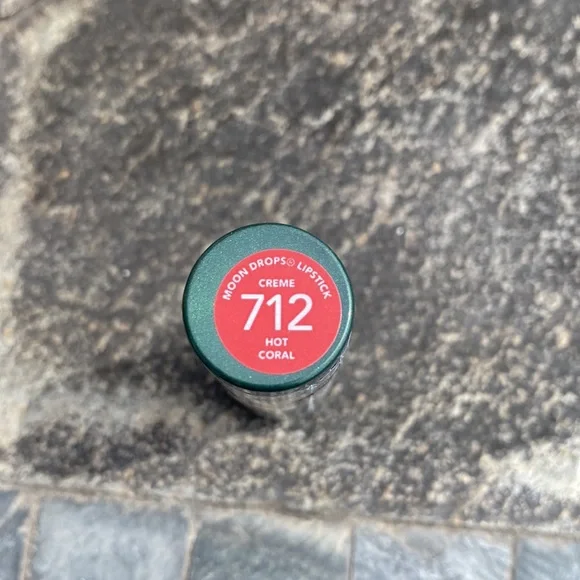 MOON DROPS® LIPSTICK
CREME
712
HOT
CORAL